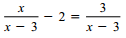 x/(x − 3) − 2 = 3/(x − 3)